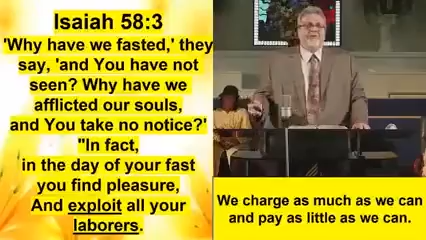 Isaiah 58:3
'Why have we fasted,' they
say, 'and You have not
seen? Why have we
afflicted our souls,
and You take no notice?'
"In fact,
in the day of your fast
you find pleasure,
And exploit all your
laborers.
We charge as much as we can
and pay as little as we can.